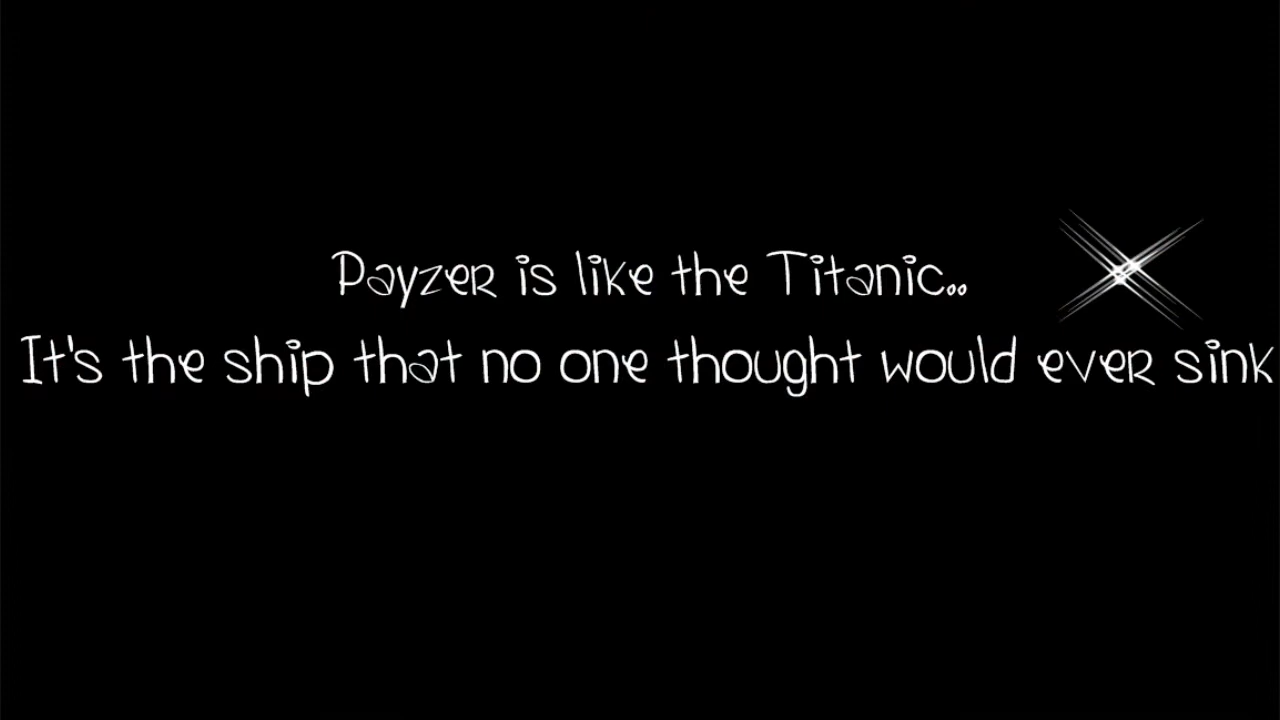 Payzer is like the Titanic..
It's the ship that no one thought would ever sink